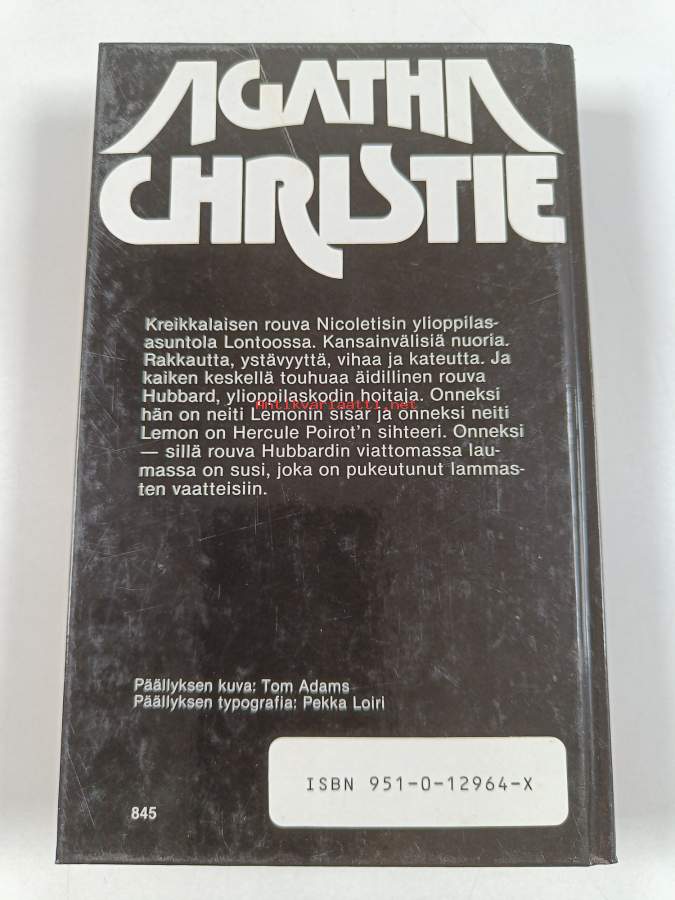 AGATHA
CHRISTIE
Kreikkalaisen rouva Nicoletisin ylioppilas-
asuntola Lontoossa. Kansainvälisiä nuoria.
Rakkautta, ystävyyttä, vihaa ja kateutta. Ja
kaiken keskellä touhuaa äidillinen rouva
Hubbard, ylioppilaskodin hoitaja. Onneksi
Antikvariaatti.net
hän on neiti Lemonin sisar ja onneksi neiti
Lemon on Hercule Poirot'n sihteeri. Onneksi
— sillä rouva Hubbardin viattomassa lau-
massa on susi, joka on pukeutunut lammas-
ten vaatteisiin.
Päällyksen kuva: Tom Adams
Päällyksen typografia: Pekka Loiri
ISBN 951-0-12964-X
845